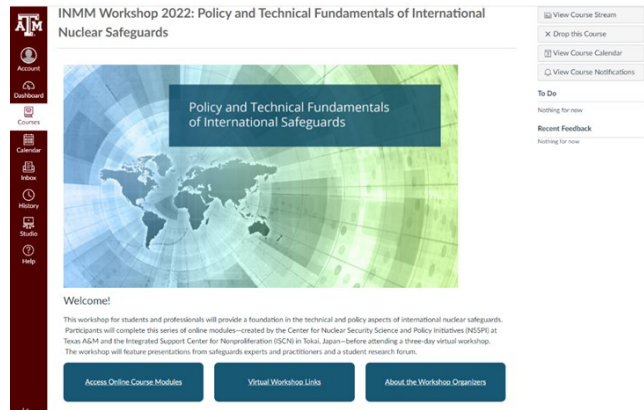 INMM Workshop 2022: Policy and Technical Fundamentals of International
Nuclear Safeguards
View Course Stream
Drop this Course
View Course Calendar
View Course Notifications
To Do
Nothing for now
Recent Feedback
Nothing for now
ATM
Account
Dashboard
Courses
Calendar
Inbox
History
Studio
Help
Policy and Technical Fundamentals
of International Safeguards
Welcome!
This workshop for students and professionals will provide a foundation in the technical and policy aspects of international nuclear safeguards.
Participants will complete this series of online modules—created by the Center for Nuclear Security Science and Policy Initiatives (NSSPI) at
Texas A&M and the Integrated Support Center for Nonproliferation (ISCN) in Tokai, Japan—before attending a three-day virtual workshop.
The workshop will feature presentations from safeguards experts and practitioners and a student research forum.
Access Online Course Modules
Virtual Workshop Links
About the Workshop Organizers